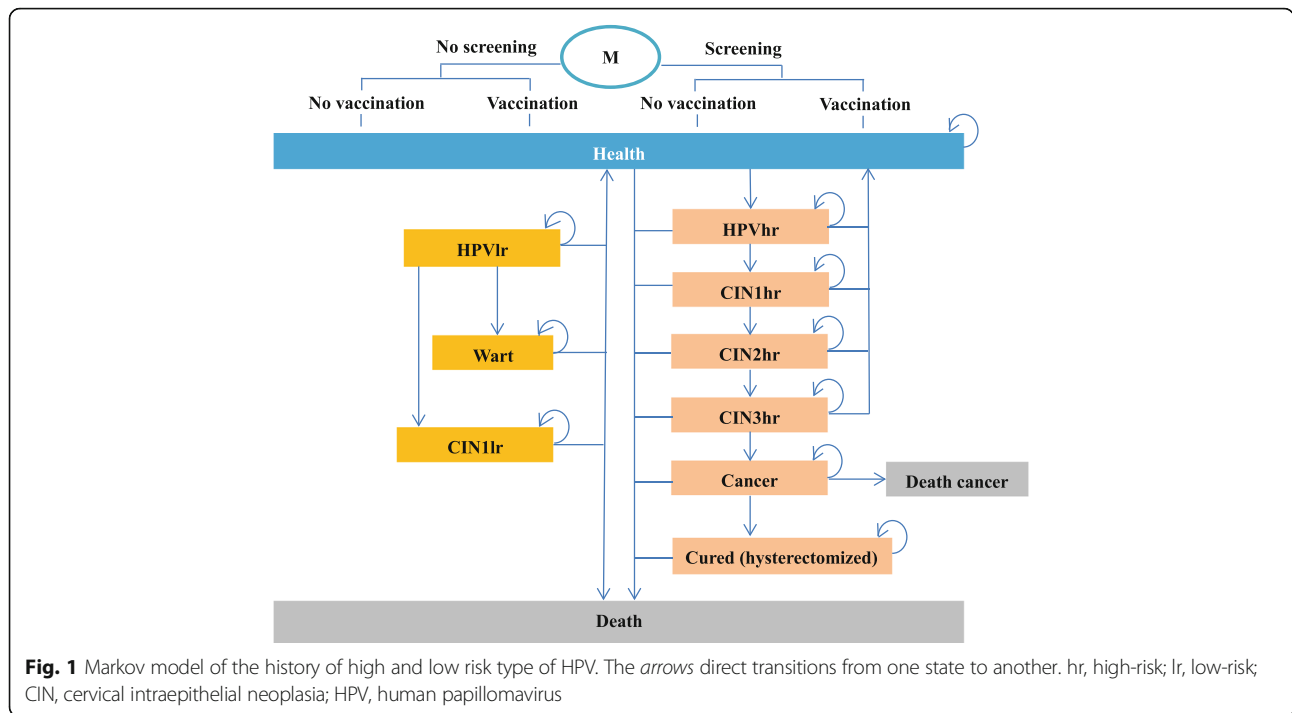 M
No screening
Screening
No vaccination
Vaccination
No vaccination
Vaccination
Health
HPVlr
Wart
CIN1lr
HPVhr
CIN1hr
CIN2hr
CIN3hr
Cancer
Death cancer
Cured (hysterectomized)
Death
Fig. 1 Markov model of the history of high and low risk type of HPV. The arrows direct transitions from one state to another. hr, high-risk; lr, low-risk;
CIN, cervical intraepithelial neoplasia; HPV, human papillomavirus